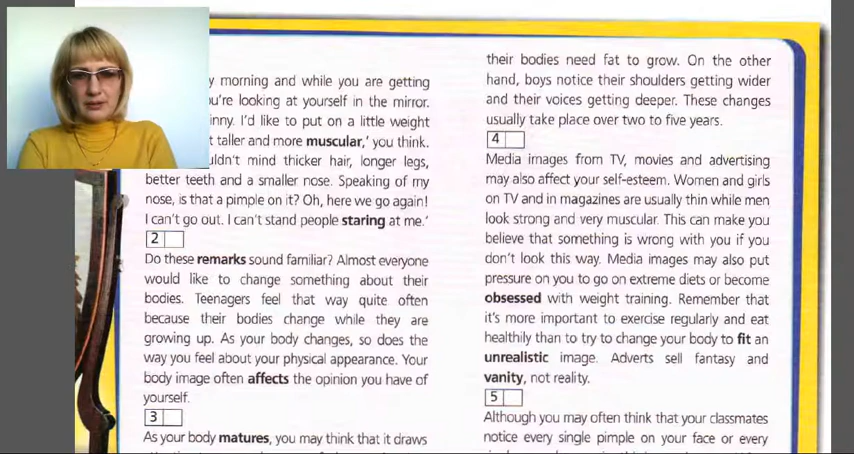 y morning and while you are getting
u're looking at yourself in the mirror.
inny. I'd like to put on a little weight
t taller and more muscular,' you think.
uldn't mind thicker hair, longer legs,
better teeth and a smaller nose. Speaking of my
nose, is that a pimple on it? Oh, here we go again!
I can't go out. I can't stand people staring at me.'
2
Do these remarks sound familiar? Almost everyone
would like to change something about their
bodies. Teenagers feel that way quite often
because their bodies change while they are
growing up. As your body changes, so does the
way you feel about your physical appearance. Your
body image often affects the opinion you have of
yourself.
3
As your body matures, you may think that it draws
their bodies need fat to grow. On the other
hand, boys notice their shoulders getting wider
and their voices getting deeper. These changes
usually take place over two to five years.
4
Media images from TV, movies and advertising
may also affect your self-esteem. Women and girls
on TV and in magazines are usually thin while men
look strong and very muscular. This can make you
believe that something is wrong with you if you
don't look this way. Media images may also put
pressure on you to go on extreme diets or become
obsessed with weight training. Remember that
it's more important to exercise regularly and eat
healthily than to try to change your body to fit an
unrealistic image. Adverts sell fantasy and
vanity, not reality.
5
Although you may often think that your classmates
notice every single pimple on your face or every